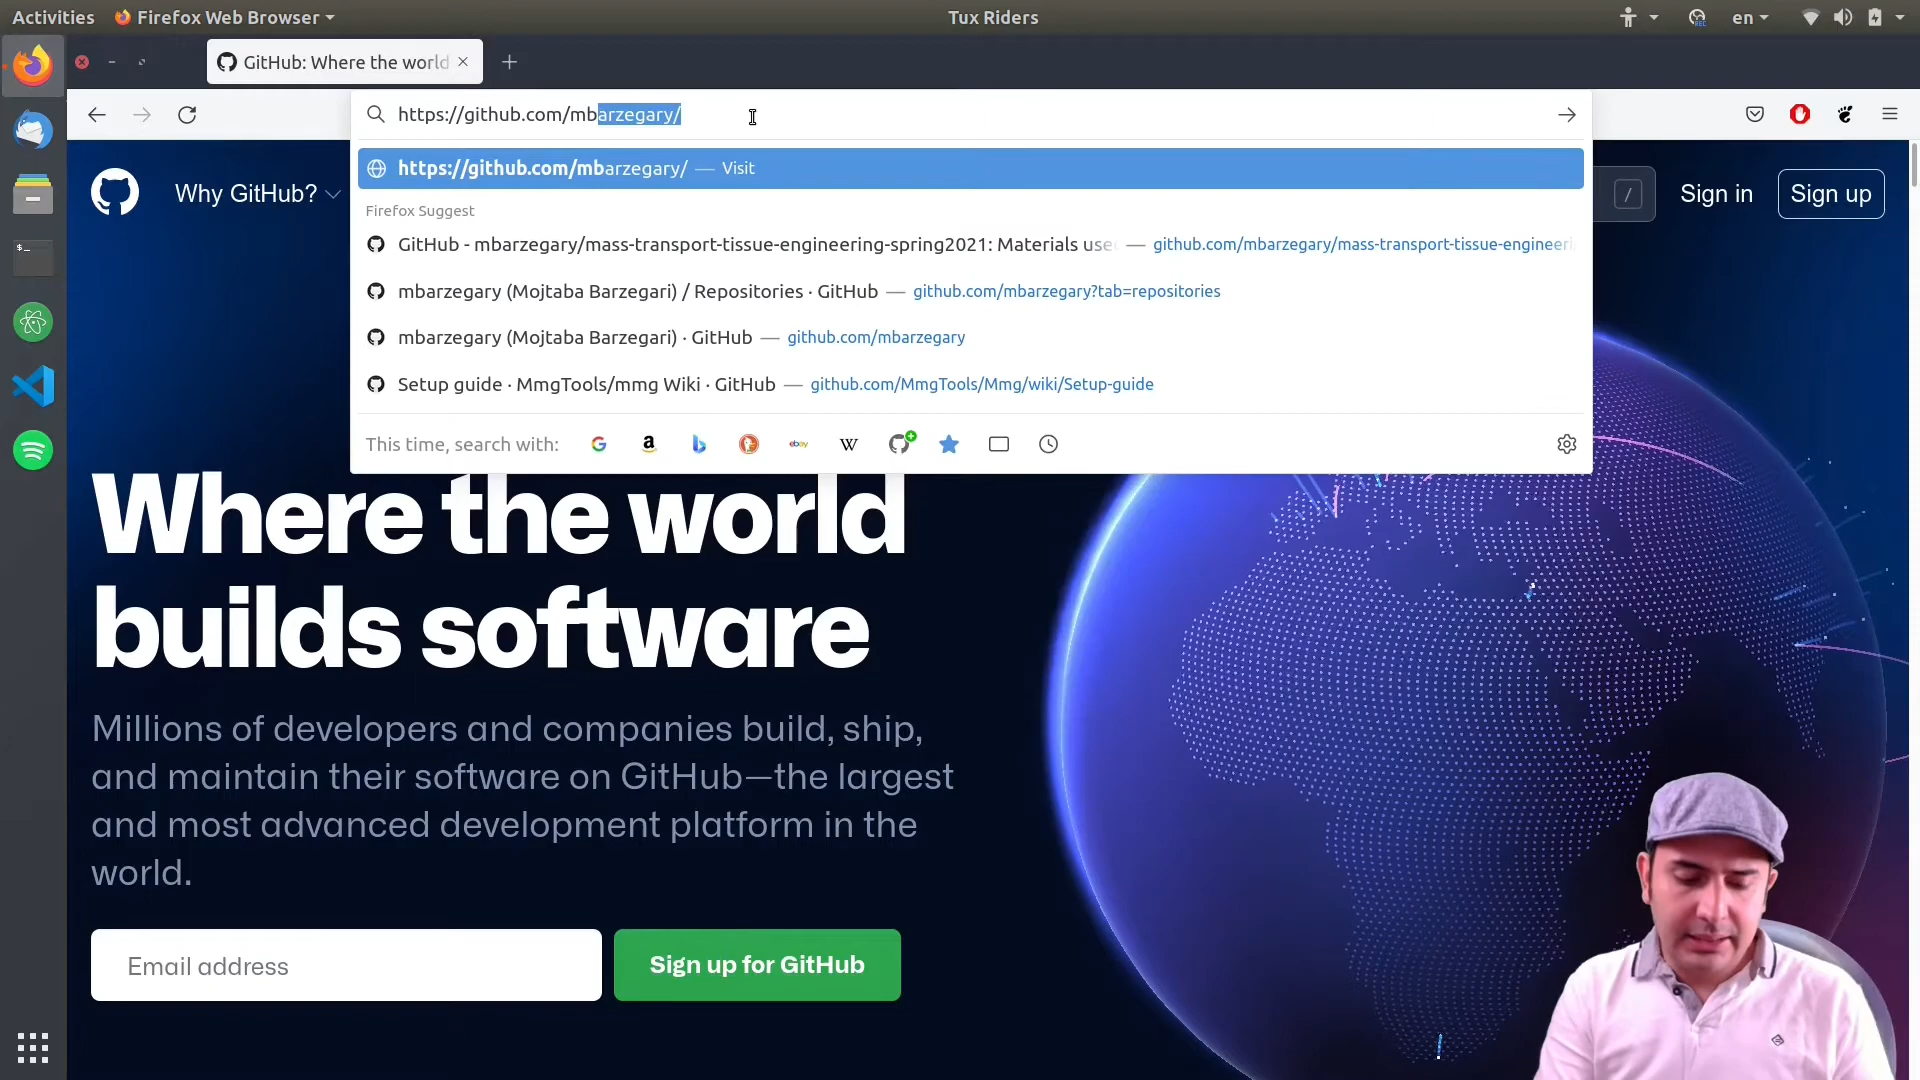 Activities Firefox Web Browser Tux Riders en
GitHub: Where the world
https://github.com/mbarzegary/
https://github.com/mbarzegary/ — Visit
Why GitHub? / Sign in Sign up
Firefox Suggest
GitHub - mbarzegary/mass-transport-tissue-engineering-spring2021: Materials use — github.com/mbarzegary/mass-transport-tissue-engineeri
mbarzegary (Mojtaba Barzegari) / Repositories · GitHub — github.com/mbarzegary?tab=repositories
mbarzegary (Mojtaba Barzegari) · GitHub — github.com/mbarzegary
Setup guide · MmgTools/mmg Wiki · GitHub — github.com/MmgTools/Mmg/wiki/Setup-guide
This time, search with: G a b ebay W
Where the world
builds software
Millions of developers and companies build, ship,
and maintain their software on GitHub—the largest
and most advanced development platform in the
world.
Email address Sign up for GitHub